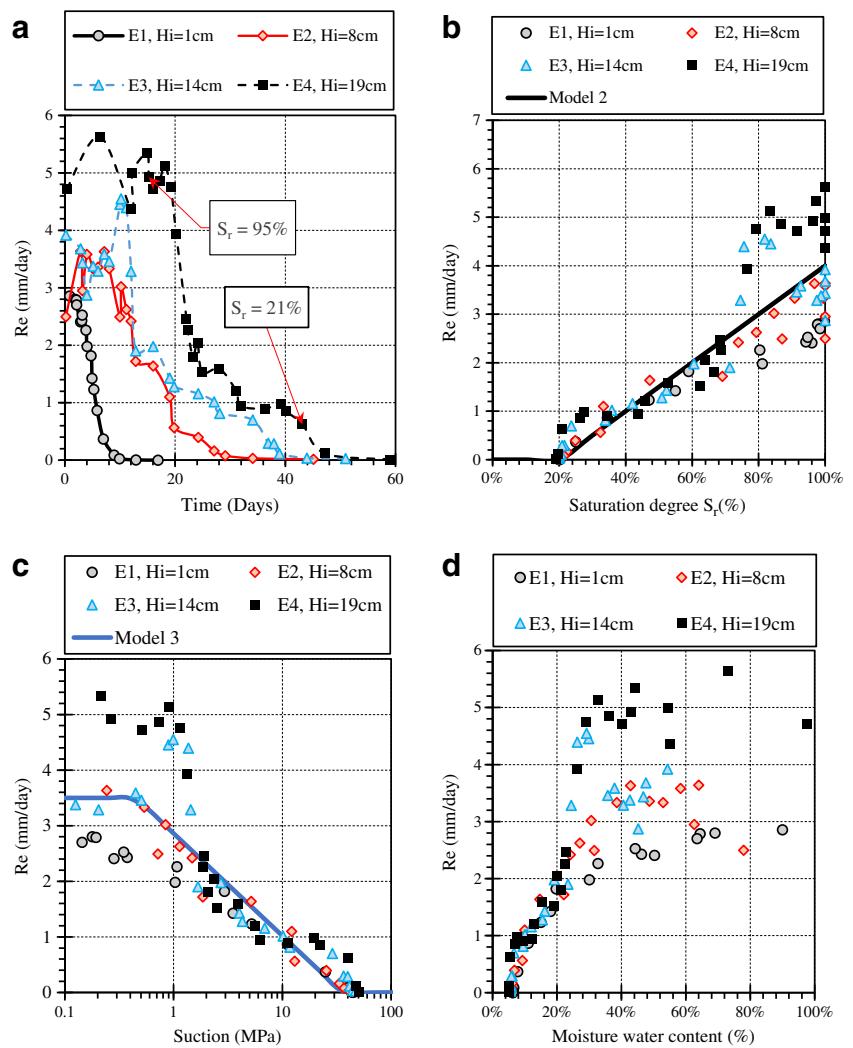 a
E1, Hi=1cm
E2, Hi=8cm
E3, Hi=14cm
E4, Hi=19cm
6
5
4
3
2
1
0
Re (mm/day)
S_r = 95%
S_r = 21%
0 20 40 60
Time (Days)
b
E1, Hi=1cm
E2, Hi=8cm
E3, Hi=14cm
E4, Hi=19cm
Model 2
7
6
5
4
3
2
1
0
Re (mm/day)
0% 20% 40% 60% 80% 100%
Saturation degree S_r(%)
c
E1, Hi=1cm
E2, Hi=8cm
E3, Hi=14cm
E4, Hi=19cm
Model 3
6
5
4
3
2
1
0
Re (mm/day)
0.1 1 10 100
Suction (MPa)
d
E1, Hi=1cm
E2, Hi=8cm
E3, Hi=14cm
E4, Hi=19cm
6
5
4
3
2
1
0
Re (mm/day)
0% 20% 40% 60% 80% 100%
Moisture water content (%)